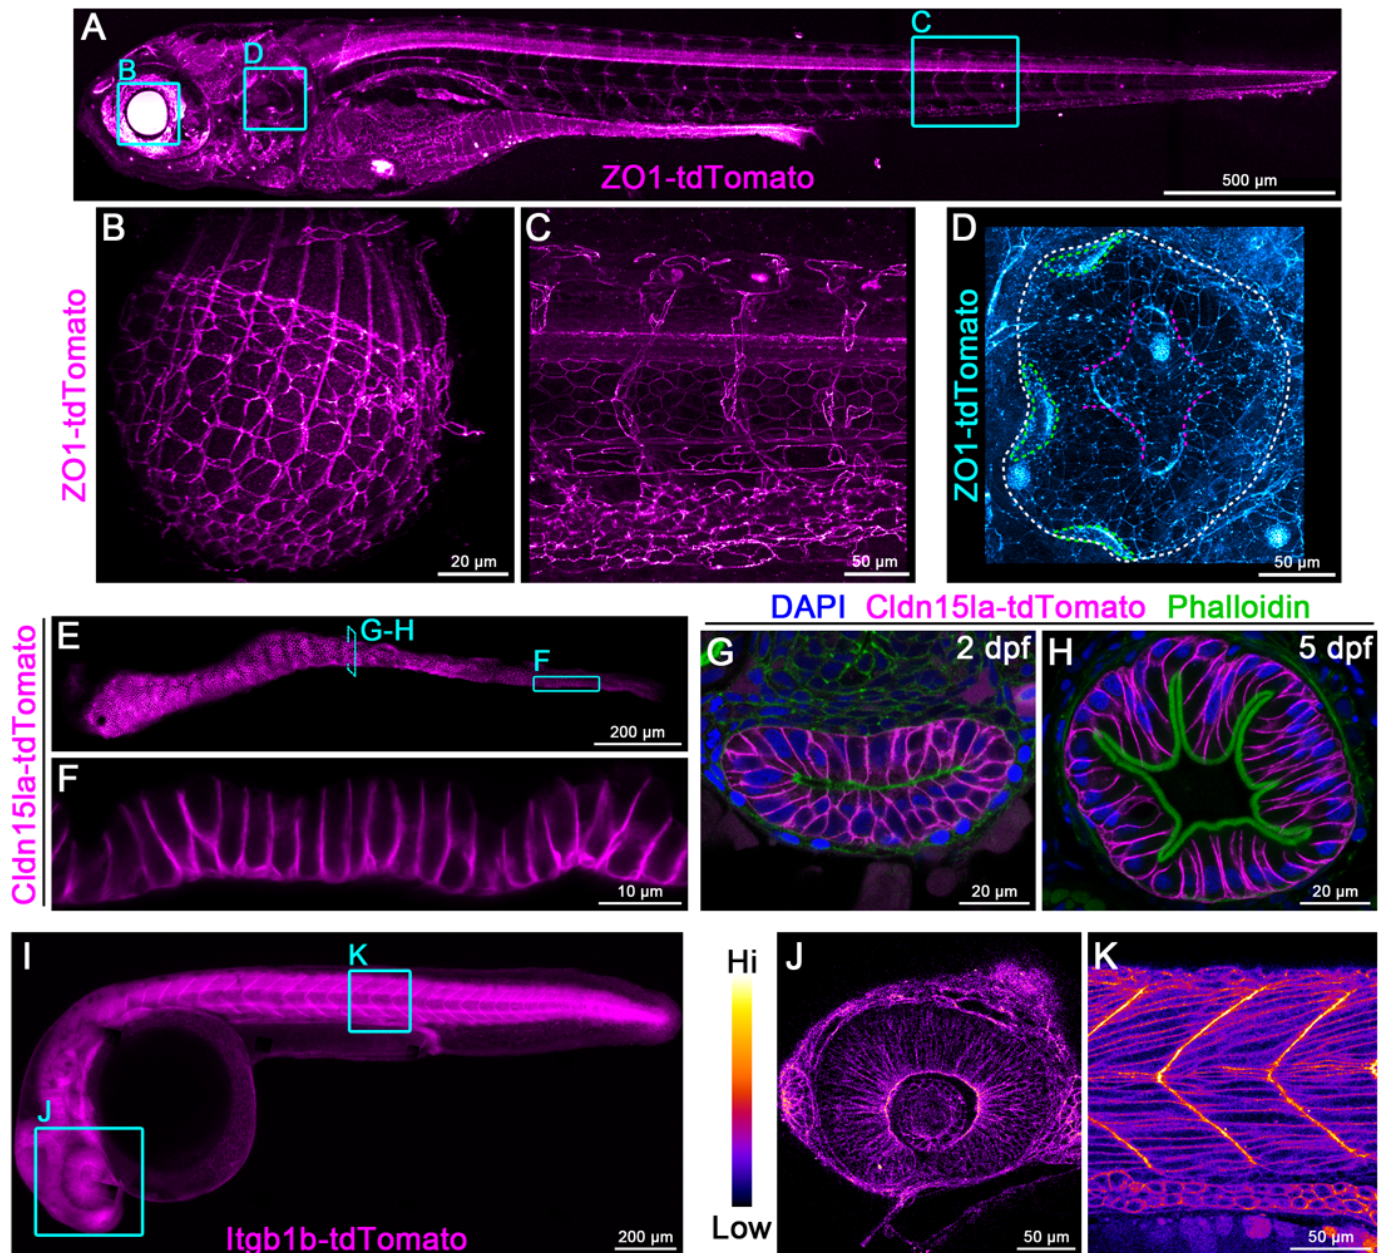 A
B
D
C
ZO1-tdTomato
500 µm
ZO1-tdTomato
B
20 µm
C
50 µm
ZO1-tdTomato
D
50 µm
DAPI Cldn15la-tdTomato Phalloidin
Cldn15la-tdTomato
E
G-H
F
200 µm
F
10 µm
G
2 dpf
20 µm
H
5 dpf
20 µm
I
K
J
Itgb1b-tdTomato
200 µm
Hi
Low
J
50 µm
K
50 µm